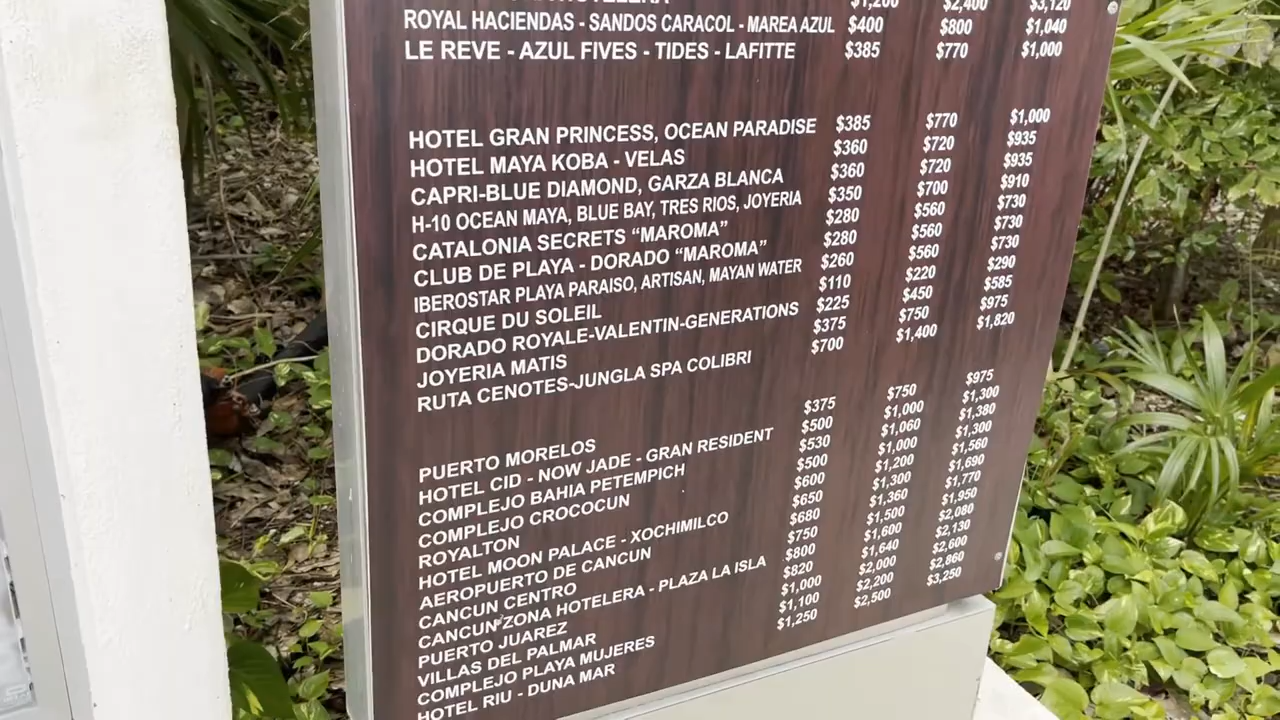 HOTELERA $1,200 $2,400 $3,120
ROYAL HACIENDAS - SANDOS CARACOL - MAREA AZUL $400 $800 $1,040
LE REVE - AZUL FIVES - TIDES - LAFITTE $385 $770 $1,000
HOTEL GRAN PRINCESS, OCEAN PARADISE $385 $770 $1,000
HOTEL MAYA KOBA - VELAS $360 $720 $935
CAPRI-BLUE DIAMOND, GARZA BLANCA $360 $720 $935
H-10 OCEAN MAYA, BLUE BAY, TRES RIOS, JOYERIA $350 $700 $910
CATALONIA SECRETS “MAROMA” $280 $560 $730
CLUB DE PLAYA - DORADO “MAROMA” $280 $560 $730
IBEROSTAR PLAYA PARAISO, ARTISAN, MAYAN WATER $260 $560 $730
CIRQUE DU SOLEIL $110 $220 $290
DORADO ROYALE-VALENTIN-GENERATIONS $225 $450 $585
JOYERIA MATIS $375 $750 $975
RUTA CENOTES-JUNGLA SPA COLIBRI $700 $1,400 $1,820
PUERTO MORELOS $375 $750 $975
HOTEL CID - NOW JADE - GRAN RESIDENT $500 $1,000 $1,300
COMPLEJO BAHIA PETEMPICH $530 $1,060 $1,380
COMPLEJO CROCOCUN $500 $1,000 $1,300
ROYALTON $600 $1,200 $1,560
HOTEL MOON PALACE - XOCHIMILCO $650 $1,300 $1,690
AEROPUERTO DE CANCUN $680 $1,360 $1,770
CANCUN CENTRO $750 $1,500 $1,950
CANCUN ZONA HOTELERA - PLAZA LA ISLA $800 $1,600 $2,080
PUERTO JUAREZ $820 $1,640 $2,130
VILLAS DEL PALMAR $1,000 $2,000 $2,600
COMPLEJO PLAYA MUJERES $1,100 $2,200 $2,860
HOTEL RIU - DUNA MAR $1,250 $2,500 $3,250